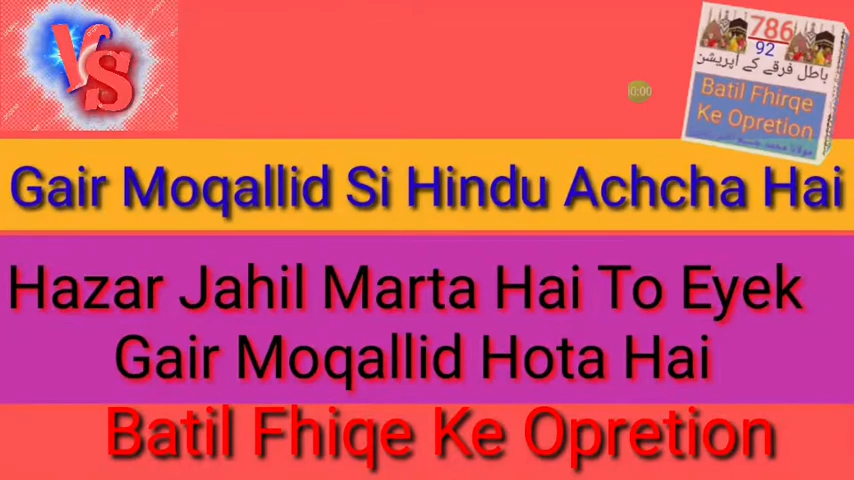 VS
786
92
باطل فرقے کے آپریشن
Batil Fhirqe
Ke Opretion
00:00
Gair Moqallid Si Hindu Achcha Hai
Hazar Jahil Marta Hai To Eyek
Gair Moqallid Hota Hai
Batil Fhiqe Ke Opretion